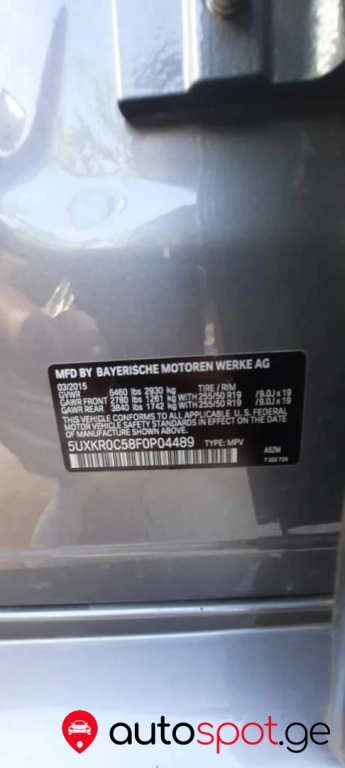 MFD BY BAYERISCHE MOTOREN WERKE AG
03/2015 TIRE / RIM
GVWR 6460 lbs 2930 kg
GAWR FRONT 2780 lbs 1261 kg WITH 255/50 R19 / 9.0J x 19
GAWR REAR 3840 lbs 1742 kg WITH 255/50 R19 / 9.0J x 19
THIS VEHICLE CONFORMS TO ALL APPLICABLE FEDERAL
MOTOR VEHICLE SAFETY STANDARDS IN EFFECT ON THE
DATE OF MANUFACTURE SHOWN ABOVE.
5UXKR0C58F0P04489 TYPE: MPV
A52M
autospot.ge